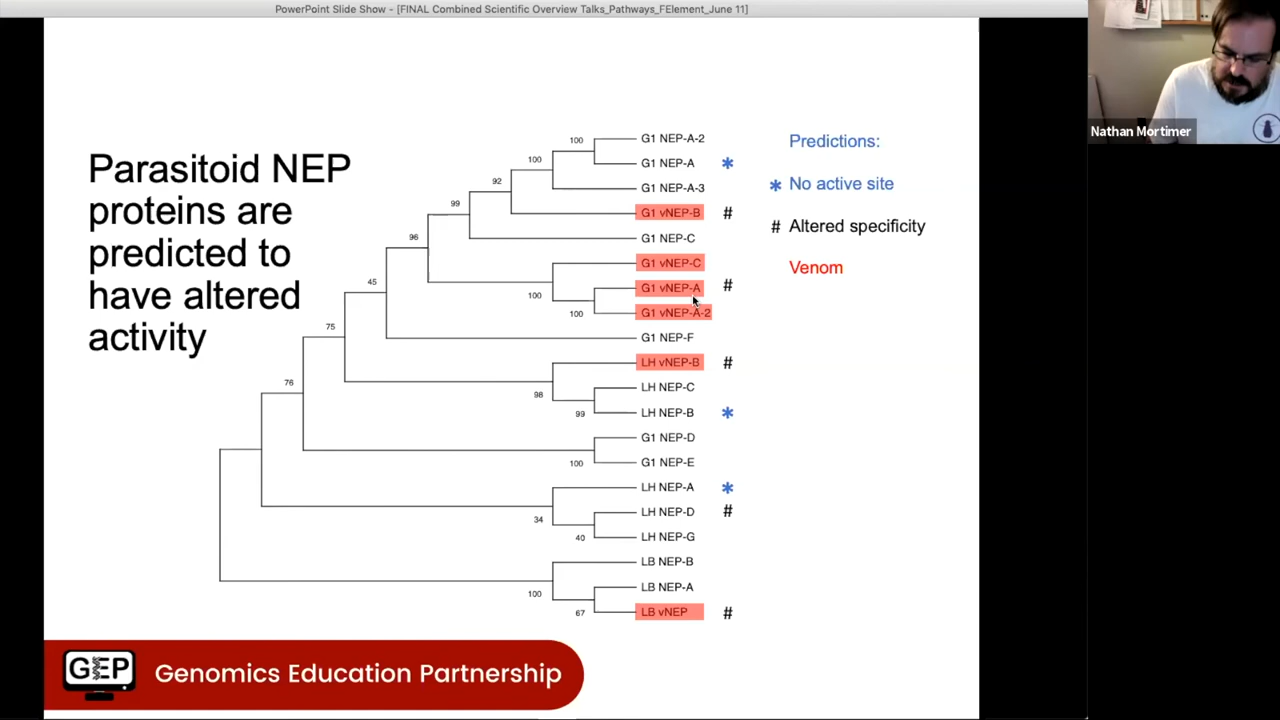 PowerPoint Slide Show - [FINAL Combined Scientific Overview Talks_Pathways_FElement_June 11]
Nathan Mortimer
Parasitoid NEP
proteins are
predicted to
have altered
activity
100
100
92
99
96
45
100
100
75
98
99
76
100
34
40
100
67
G1 NEP-A-2
G1 NEP-A *
G1 NEP-A-3
G1 vNEP-B #
G1 NEP-C
G1 vNEP-C
G1 vNEP-A #
G1 vNEP-A-2
G1 NEP-F
LH vNEP-B #
LH NEP-C
LH NEP-B *
G1 NEP-D
G1 NEP-E
LH NEP-A *
LH NEP-D #
LH NEP-G
LB NEP-B
LB NEP-A
LB vNEP #
Predictions:
* No active site
# Altered specificity
Venom
GEP
Genomics Education Partnership